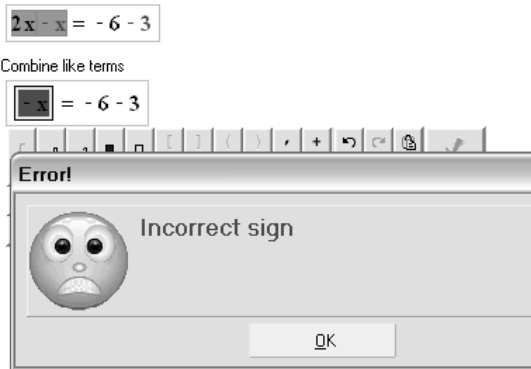 2x - x = - 6 - 3
Combine like terms
- x = - 6 - 3
[ ] ( ) , +
Error!
Incorrect sign
OK